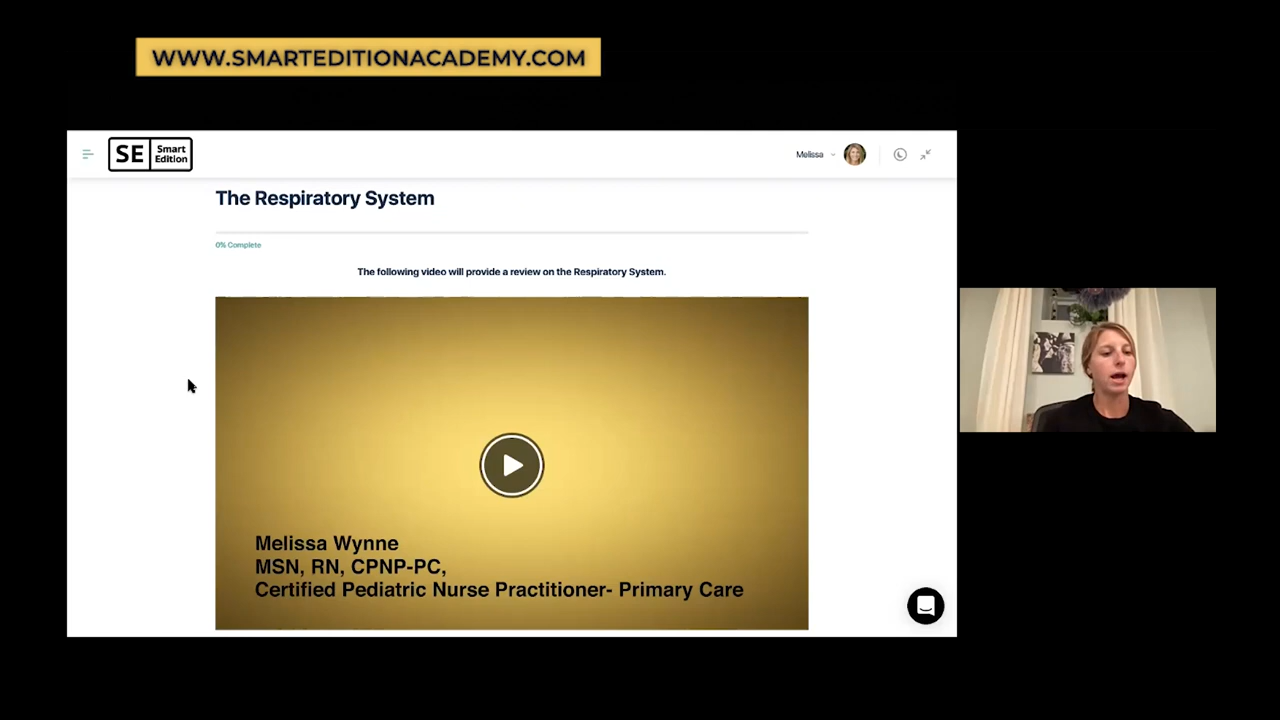 WWW.SMARTEDITIONACADEMY.COM
SE Smart Edition
Melissa
The Respiratory System
0% Complete
The following video will provide a review on the Respiratory System.
Melissa Wynne
MSN, RN, CPNP-PC,
Certified Pediatric Nurse Practitioner- Primary Care